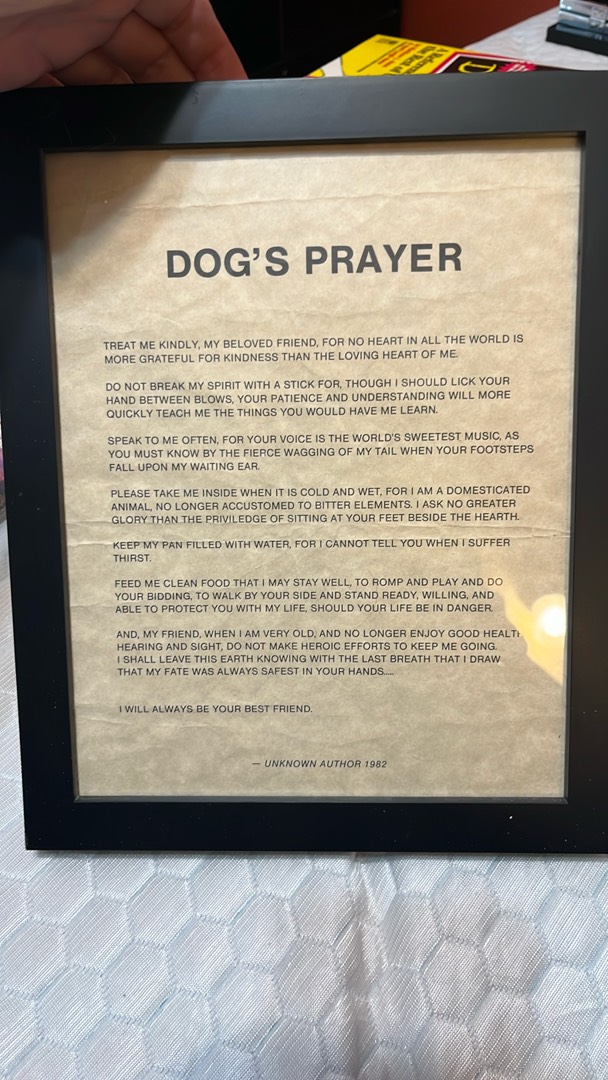 DOG'S PRAYER
TREAT ME KINDLY, MY BELOVED FRIEND, FOR NO HEART IN ALL THE WORLD IS
MORE GRATEFUL FOR KINDNESS THAN THE LOVING HEART OF ME.
DO NOT BREAK MY SPIRIT WITH A STICK FOR, THOUGH I SHOULD LICK YOUR
HAND BETWEEN BLOWS, YOUR PATIENCE AND UNDERSTANDING WILL MORE
QUICKLY TEACH ME THE THINGS YOU WOULD HAVE ME LEARN.
SPEAK TO ME OFTEN, FOR YOUR VOICE IS THE WORLD'S SWEETEST MUSIC, AS
YOU MUST KNOW BY THE FIERCE WAGGING OF MY TAIL WHEN YOUR FOOTSTEPS
FALL UPON MY WAITING EAR.
PLEASE TAKE ME INSIDE WHEN IT IS COLD AND WET, FOR I AM A DOMESTICATED
ANIMAL, NO LONGER ACCUSTOMED TO BITTER ELEMENTS. I ASK NO GREATER
GLORY THAN THE PRIVILEDGE OF SITTING AT YOUR FEET BESIDE THE HEARTH.
KEEP MY PAN FILLED WITH WATER, FOR I CANNOT TELL YOU WHEN I SUFFER
THIRST.
FEED ME CLEAN FOOD THAT I MAY STAY WELL, TO ROMP AND PLAY AND DO
YOUR BIDDING, TO WALK BY YOUR SIDE AND STAND READY, WILLING, AND
ABLE TO PROTECT YOU WITH MY LIFE, SHOULD YOUR LIFE BE IN DANGER.
AND, MY FRIEND, WHEN I AM VERY OLD, AND NO LONGER ENJOY GOOD HEALTH
HEARING AND SIGHT, DO NOT MAKE HEROIC EFFORTS TO KEEP ME GOING.
I SHALL LEAVE THIS EARTH KNOWING WITH THE LAST BREATH THAT I DRAW
THAT MY FATE WAS ALWAYS SAFEST IN YOUR HANDS....
I WILL ALWAYS BE YOUR BEST FRIEND.
— UNKNOWN AUTHOR 1982